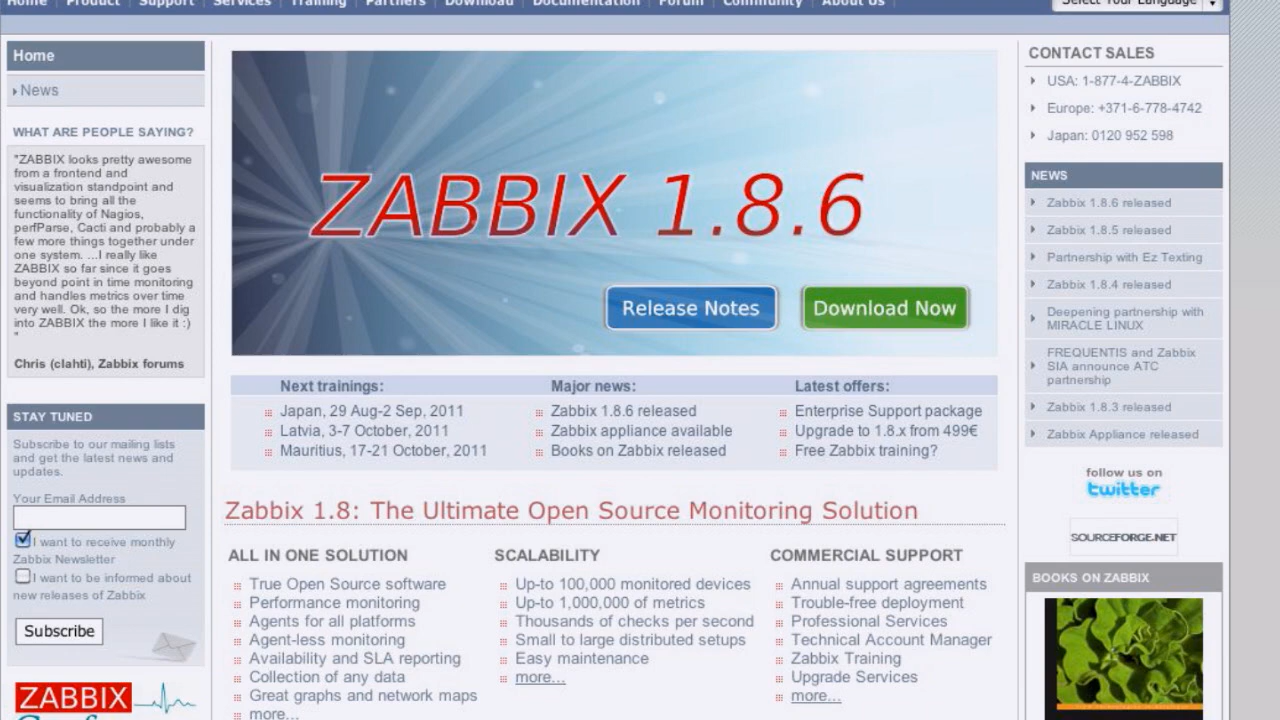 Home Product Support Services Training Partners Download Documentation Forum Community About Us Select Your Language
Home
News
WHAT ARE PEOPLE SAYING?
"ZABBIX looks pretty awesome
from a frontend and
visualization standpoint and
seems to bring all the
functionality of Nagios,
perfParse, Cacti and probably a
few more things together under
one system. ...I really like
ZABBIX so far since it goes
beyond point in time monitoring
and handles metrics over time
very well. Ok, so the more I dig
into ZABBIX the more I like it :)
"
Chris (clahti), Zabbix forums
STAY TUNED
Subscribe to our mailing lists
and get the latest news and
updates.
Your Email Address
I want to receive monthly
Zabbix Newsletter
I want to be informed about
new releases of Zabbix
Subscribe
ZABBIX
ZABBIX 1.8.6
Release Notes Download Now
Next trainings:
Japan, 29 Aug-2 Sep, 2011
Latvia, 3-7 October, 2011
Mauritius, 17-21 October, 2011
Major news:
Zabbix 1.8.6 released
Zabbix appliance available
Books on Zabbix released
Latest offers:
Enterprise Support package
Upgrade to 1.8.x from 499€
Free Zabbix training?
Zabbix 1.8: The Ultimate Open Source Monitoring Solution
ALL IN ONE SOLUTION
True Open Source software
Performance monitoring
Agents for all platforms
Agent-less monitoring
Availability and SLA reporting
Collection of any data
Great graphs and network maps
more...
SCALABILITY
Up-to 100,000 monitored devices
Up-to 1,000,000 of metrics
Thousands of checks per second
Small to large distributed setups
Easy maintenance
more...
COMMERCIAL SUPPORT
Annual support agreements
Trouble-free deployment
Professional Services
Technical Account Manager
Zabbix Training
Upgrade Services
more...
CONTACT SALES
USA: 1-877-4-ZABBIX
Europe: +371-6-778-4742
Japan: 0120 952 598
NEWS
Zabbix 1.8.6 released
Zabbix 1.8.5 released
Partnership with Ez Texting
Zabbix 1.8.4 released
Deepening partnership with
MIRACLE LINUX
FREQUENTIS and Zabbix
SIA announce ATC
partnership
Zabbix 1.8.3 released
Zabbix Appliance released
follow us on
twitter
SOURCEFORGE.NET
BOOKS ON ZABBIX